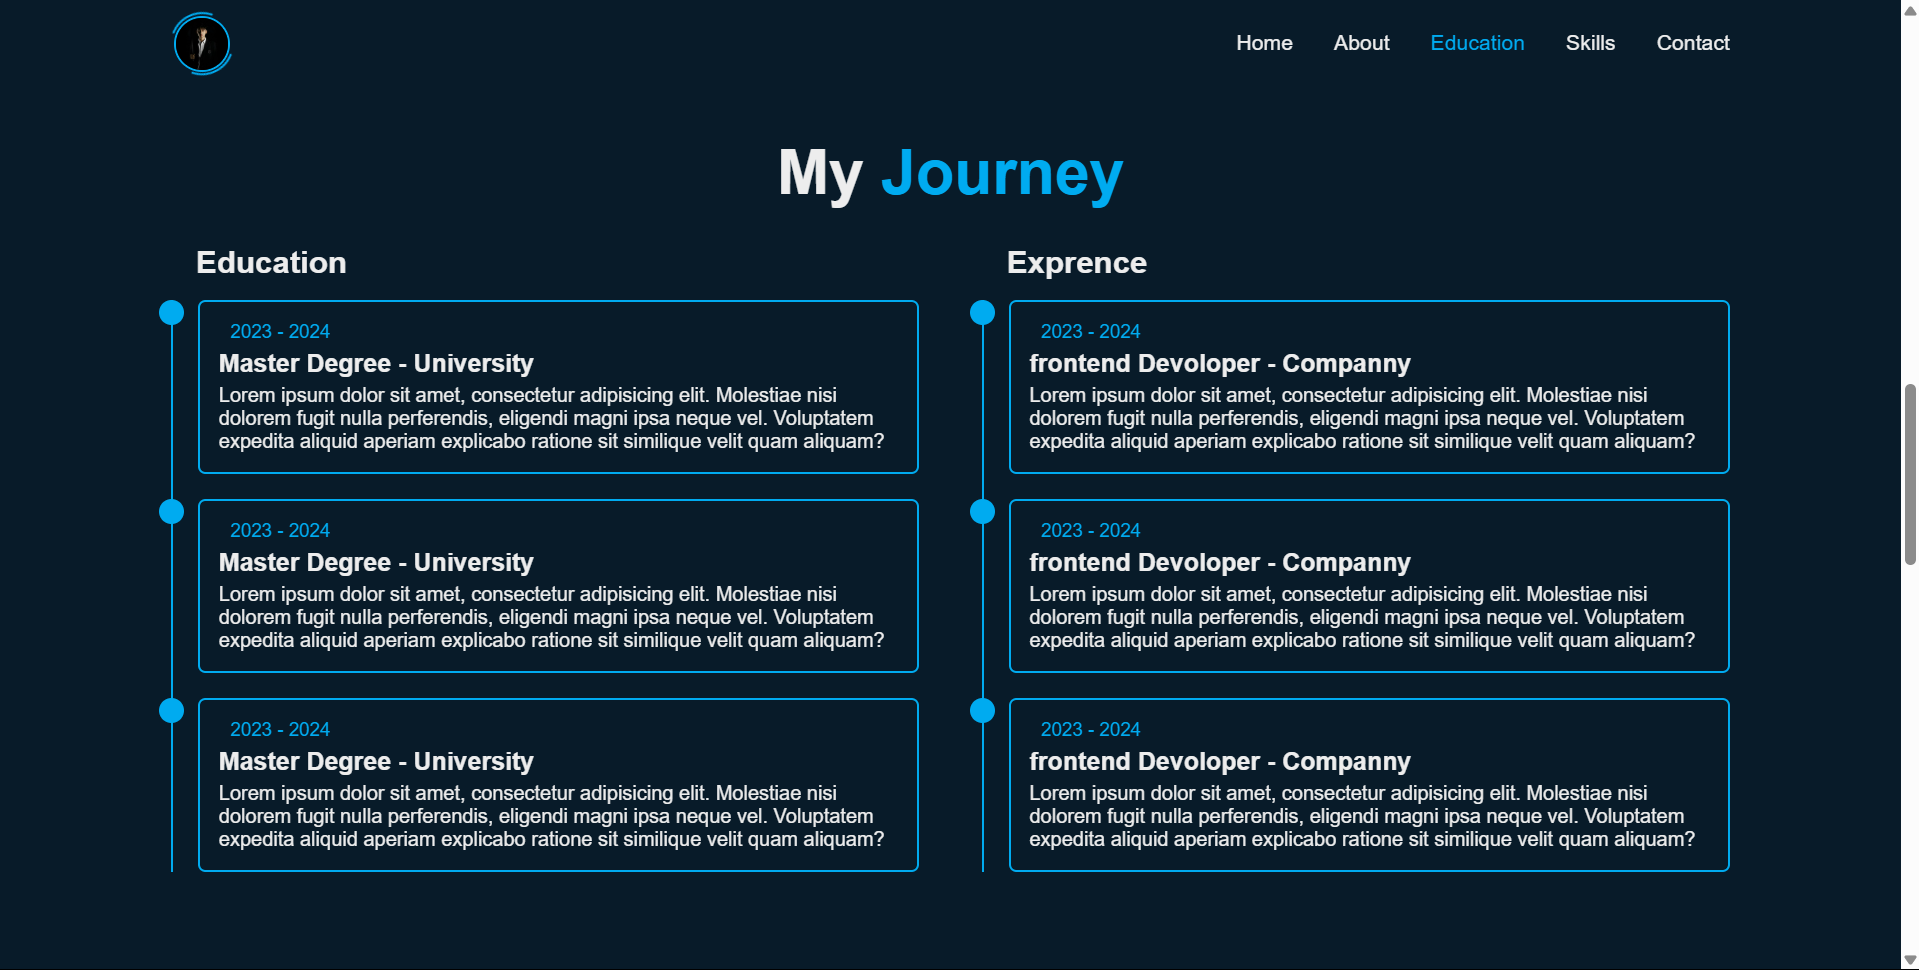 Home About Education Skills Contact
My Journey
Education
2023 - 2024
Master Degree - University
Lorem ipsum dolor sit amet, consectetur adipisicing elit. Molestiae nisi
dolorem fugit nulla perferendis, eligendi magni ipsa neque vel. Voluptatem
expedita aliquid aperiam explicabo ratione sit similique velit quam aliquam?
2023 - 2024
Master Degree - University
Lorem ipsum dolor sit amet, consectetur adipisicing elit. Molestiae nisi
dolorem fugit nulla perferendis, eligendi magni ipsa neque vel. Voluptatem
expedita aliquid aperiam explicabo ratione sit similique velit quam aliquam?
2023 - 2024
Master Degree - University
Lorem ipsum dolor sit amet, consectetur adipisicing elit. Molestiae nisi
dolorem fugit nulla perferendis, eligendi magni ipsa neque vel. Voluptatem
expedita aliquid aperiam explicabo ratione sit similique velit quam aliquam?
Exprence
2023 - 2024
frontend Devoloper - Companny
Lorem ipsum dolor sit amet, consectetur adipisicing elit. Molestiae nisi
dolorem fugit nulla perferendis, eligendi magni ipsa neque vel. Voluptatem
expedita aliquid aperiam explicabo ratione sit similique velit quam aliquam?
2023 - 2024
frontend Devoloper - Companny
Lorem ipsum dolor sit amet, consectetur adipisicing elit. Molestiae nisi
dolorem fugit nulla perferendis, eligendi magni ipsa neque vel. Voluptatem
expedita aliquid aperiam explicabo ratione sit similique velit quam aliquam?
2023 - 2024
frontend Devoloper - Companny
Lorem ipsum dolor sit amet, consectetur adipisicing elit. Molestiae nisi
dolorem fugit nulla perferendis, eligendi magni ipsa neque vel. Voluptatem
expedita aliquid aperiam explicabo ratione sit similique velit quam aliquam?